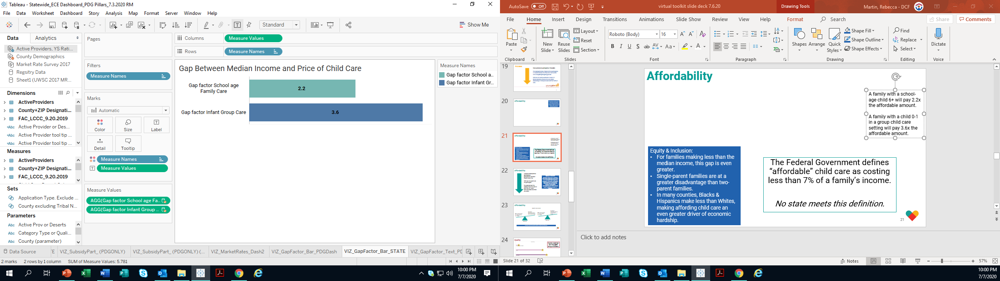 Tableau - Statewide_ECE Dashboard_PDG Pillars_7.3.2020 RM
File Data Worksheet Dashboard Story Analysis Map Format Server Window Help
Standard
Show Me
Data Analytics
Active Providers, YS Rati...
County Demographics
Market Rate Survey 2017
Regsitry Data
Sheet1 (UWSC 2017 MR...
Dimensions
ActiveProviders
County+ZIP Designati...
FAC_LCCC_9.20.2019
=Abc Active Provider or Des...
=Abc Active Provider tool tip ...
=Abc Active Provider tool tip ...
Measures
ActiveProviders
County+ZIP Designati...
FAC_LCCC_9.20.2019
Sets
Application Type. Exclude ...
County excluding Tribal N...
Parameters
Abc Active Prov or Deserts
Abc Category Type or Quali...
Abc County (parameter)
Pages
Filters
Measure Names
Marks
Automatic
Color Size Label
Detail Tooltip
Measure Names
Measure Values
Measure Values
AGG(Gap factor School age Fa..
AGG(Gap factor Infant Group ..
Columns Measure Values
Rows Measure Names
Gap Between Median Income and Price of Child Care
Gap factor School age
Family Care
2.2
Gap factor Infant Group Care
3.6
Measure Names
Gap factor School a..
Gap factor Infant Gr..
Data Source VIZ_SubsidyPart_ (PDGONLY) VIZ_SubsidyPart_ (PDGONLY) (... VIZ_MarketRates_Dash2 VIZ_GapFactor_Bar_PDGDash VIZ_GapFactor_Bar_STATE VIZ_GapFactor_Text_PD
2 marks 2 rows by 1 column SUM of Measure Values: 5.781
10:00 PM
7/7/2020
AutoSave Off
virtual toolkit slide deck 7.6.20
Drawing Tools
Martin, Rebecca - DCF
File Home Insert Design Transitions Animations Slide Show Review View Help Format Search
Share Comments
Paste
Clipboard
New
Slide
Reuse
Slides
Layout
Reset
Section
Slides
Roboto (Body) 16
B I U S ab AV Aa A
Font
Paragraph
Shapes Arrange Quick
Styles
Shape Fill
Shape Outline
Shape Effects
Drawing
Find
Replace
Select
Editing
Dictate
Voice
19
20
21
22
23
24
Affordability
A family with a school-
age child 6+ will pay 2.2x
the affordable amount.
A family with a child 0-1
in a group child care
setting will pay 3.6x the
affordable amount.
Equity & Inclusion:
• For families making less than the
median income, this gap is even
greater.
• Single-parent families are at a
greater disadvantage than two-
parent families.
• In many counties, Blacks &
Hispanics make less than Whites,
making affording child care an
even greater driver of economic
hardship.
The Federal Government defines
“affordable” child care as costing
less than 7% of a family’s income.
No state meets this definition.
21
Click to add notes
Slide 21 of 32
Notes
57%
10:00 PM
7/7/2020